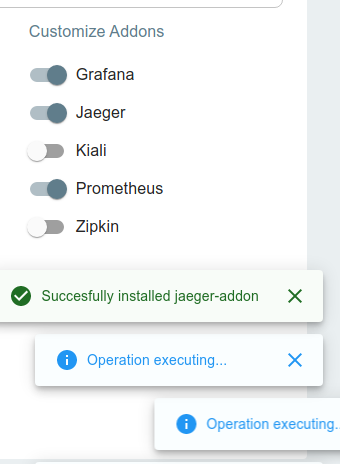 Customize Addons
Grafana
Jaeger
Kiali
Prometheus
Zipkin
Succesfully installed jaeger-addon
Operation executing...
Operation executing..